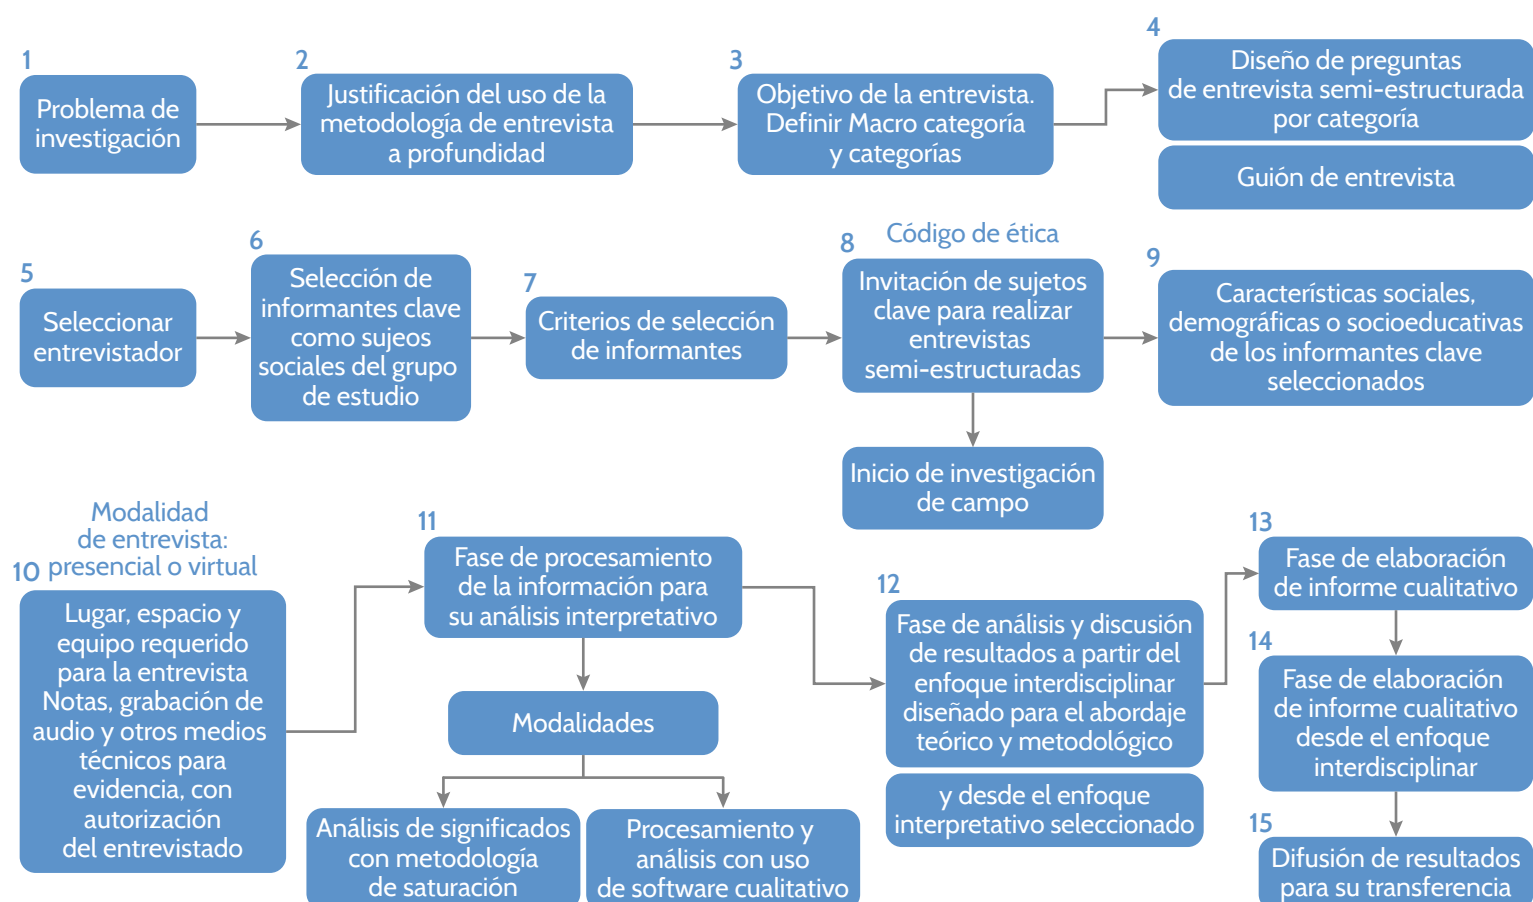 1
Problema de
investigación
2
Justificación del uso de la
metodología de entrevista
a profundidad
3
Objetivo de la entrevista.
Definir Macro categoría
y categorías
4
Diseño de preguntas
de entrevista semi-estructurada
por categoría
Guión de entrevista
5
Seleccionar
entrevistador
6
Selección de
informantes clave
como sujeos
sociales del grupo
de estudio
7
Criterios de selección
de informantes
Código de ética
8
Invitación de sujetos
clave para realizar
entrevistas
semi-estructuradas
Inicio de investigación
de campo
9
Característicás sociales,
demográficas o socioeducativas
de los informantes clave
seleccionados
Modalidad
de entrevista:
10 presencial o virtual
Lugar, espacio y
equipo requerido
para la entrevista
Notas, grabación de
audio y otros medios
técnicos para
evidencia, con
autorización
del entrevistado
11
Fase de procesamiento
de la información para
su análisis interpretativo
Modalidades
Análisis de significados
con metodología
de saturación
Procesamiento y
análisis con uso
de software cualitativo
12
Fase de análisis y discusión
de resultados a partir del
enfoque interdisciplinar
diseñado para el abordaje
teórico y metodológico
y desde el enfoque
interpretativo seleccionado
13
Fase de elaboración
de informe cualitativo
14
Fase de elaboración
de informe cualitativo
desde el enfoque
interdisciplinar
15
Difusión de resultados
para su transferencia